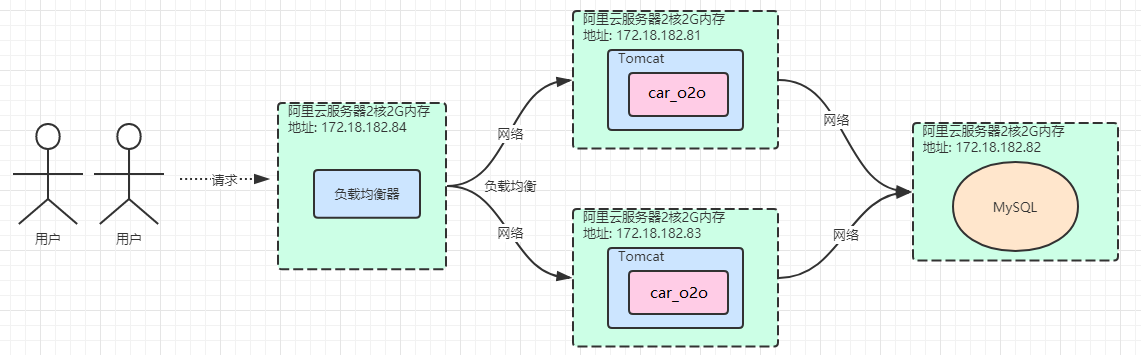 用户
用户
请求
阿里云服务器2核2G内存
地址: 172.18.182.84
负载均衡器
网络
负载均衡
网络
阿里云服务器2核2G内存
地址: 172.18.182.81
Tomcat
car_o2o
阿里云服务器2核2G内存
地址: 172.18.182.83
Tomcat
car_o2o
网络
网络
阿里云服务器2核2G内存
地址: 172.18.182.82
MySQL